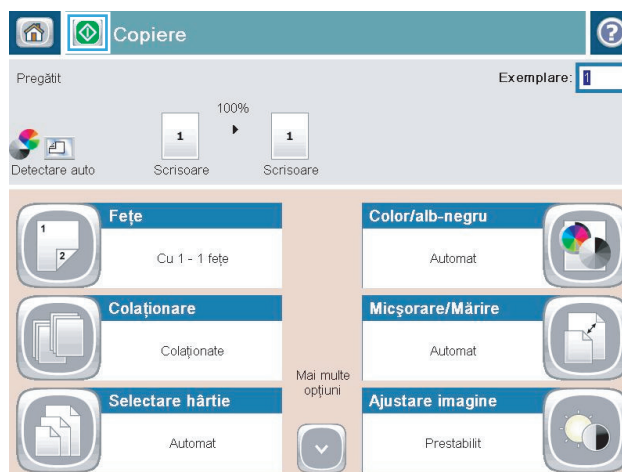 Copiere
Pregătit
Exemplare: 1
100%
1
1
Detectare auto
Scrisoare
Scrisoare
Fețe
1
2
Cu 1 - 1 fețe
Color/alb-negru
Automat
Colaționare
Colaționate
Micșorare/Mărire
Automat
Mai multe
opțiuni
Selectare hârtie
Automat
Ajustare imagine
Prestabilit